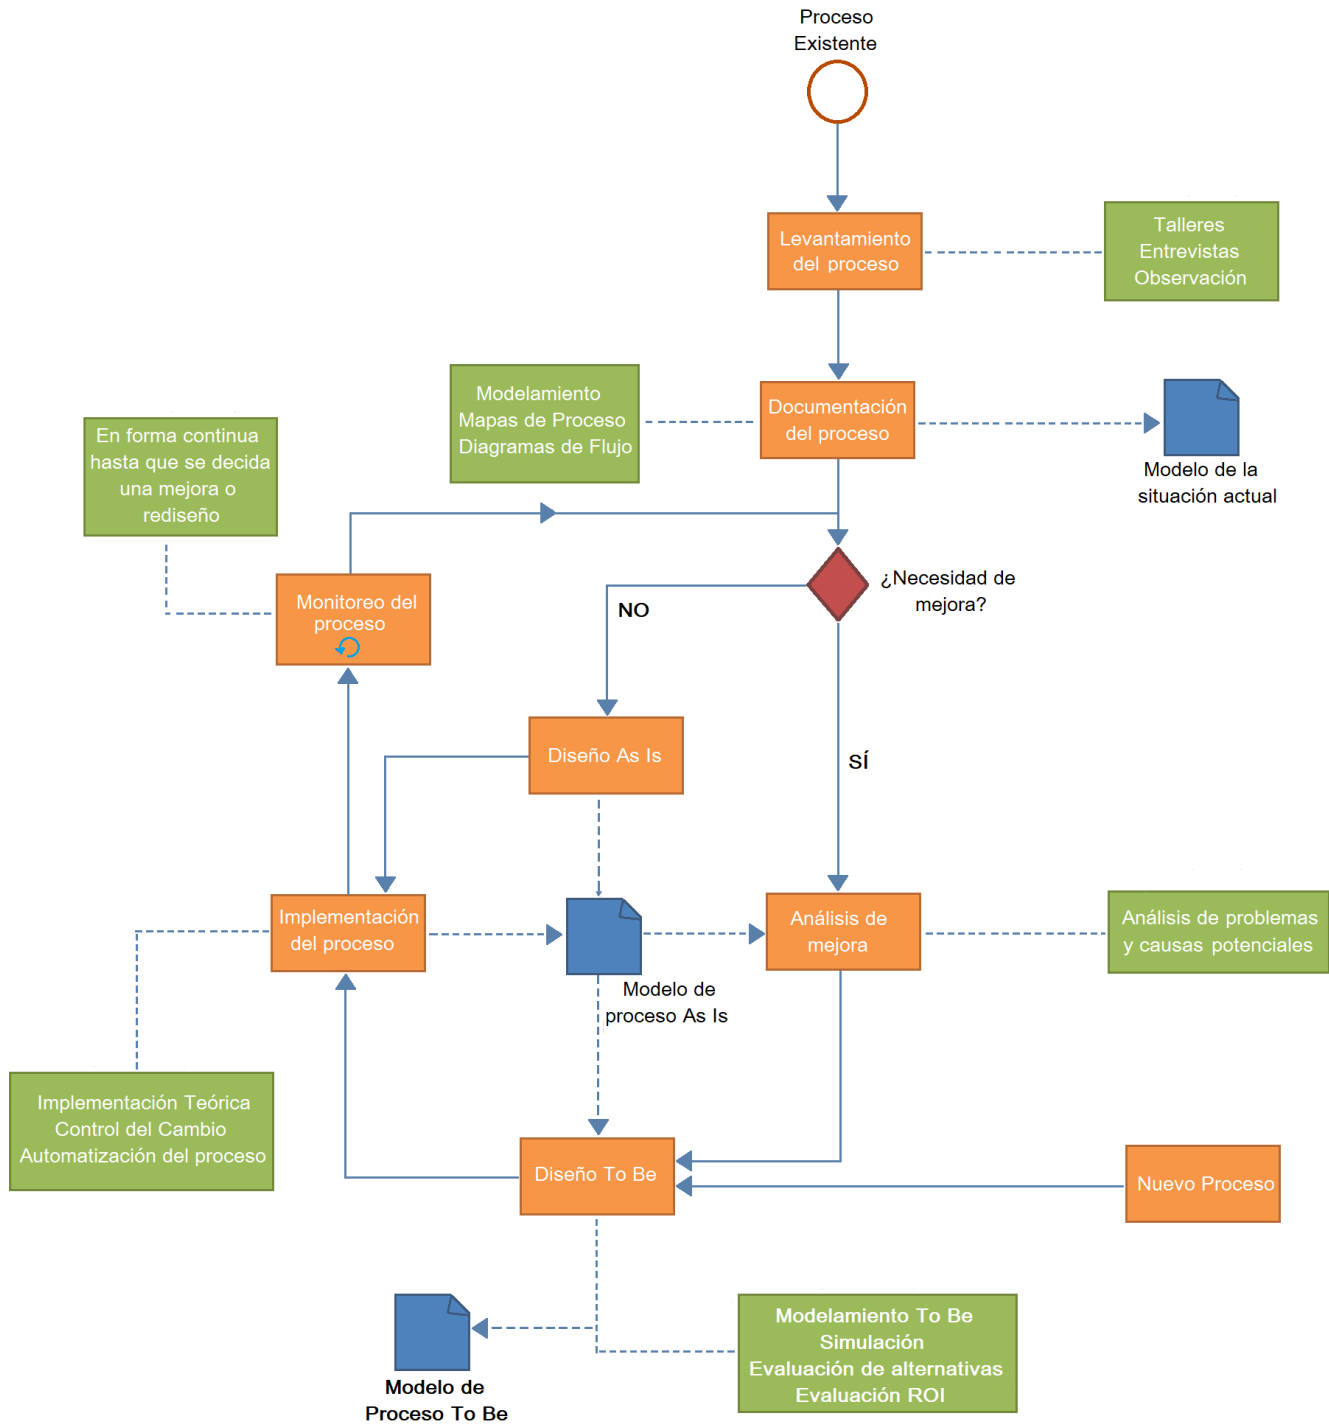 Proceso
Existente
Levantamiento
del proceso
Talleres
Entrevistas
Observación
Modelamiento
Mapas de Proceso
Diagramas de Flujo
Documentación
del proceso
Modelo de la
situación actual
En forma continua
hasta que se decida
una mejora o
rediseño
Monitoreo del
proceso
¿Necesidad de
mejora?
NO
SÍ
Diseño As Is
Implementación
del proceso
Modelo de
proceso As Is
Análisis de
mejora
Análisis de problemas
y causas potenciales
Implementación Teórica
Control del Cambio
Automatización del proceso
Diseño To Be
Nuevo Proceso
Modelo de
Proceso To Be
Modelamiento To Be
Simulación
Evaluación de alternativas
Evaluación ROI